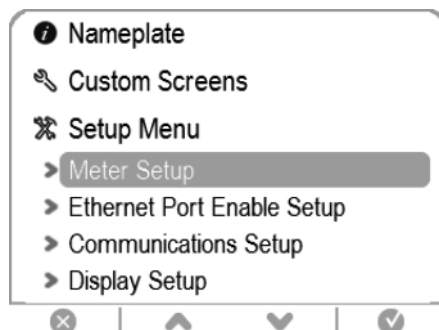 Nameplate
Custom Screens
Setup Menu
Meter Setup
Ethernet Port Enable Setup
Communications Setup
Display Setup